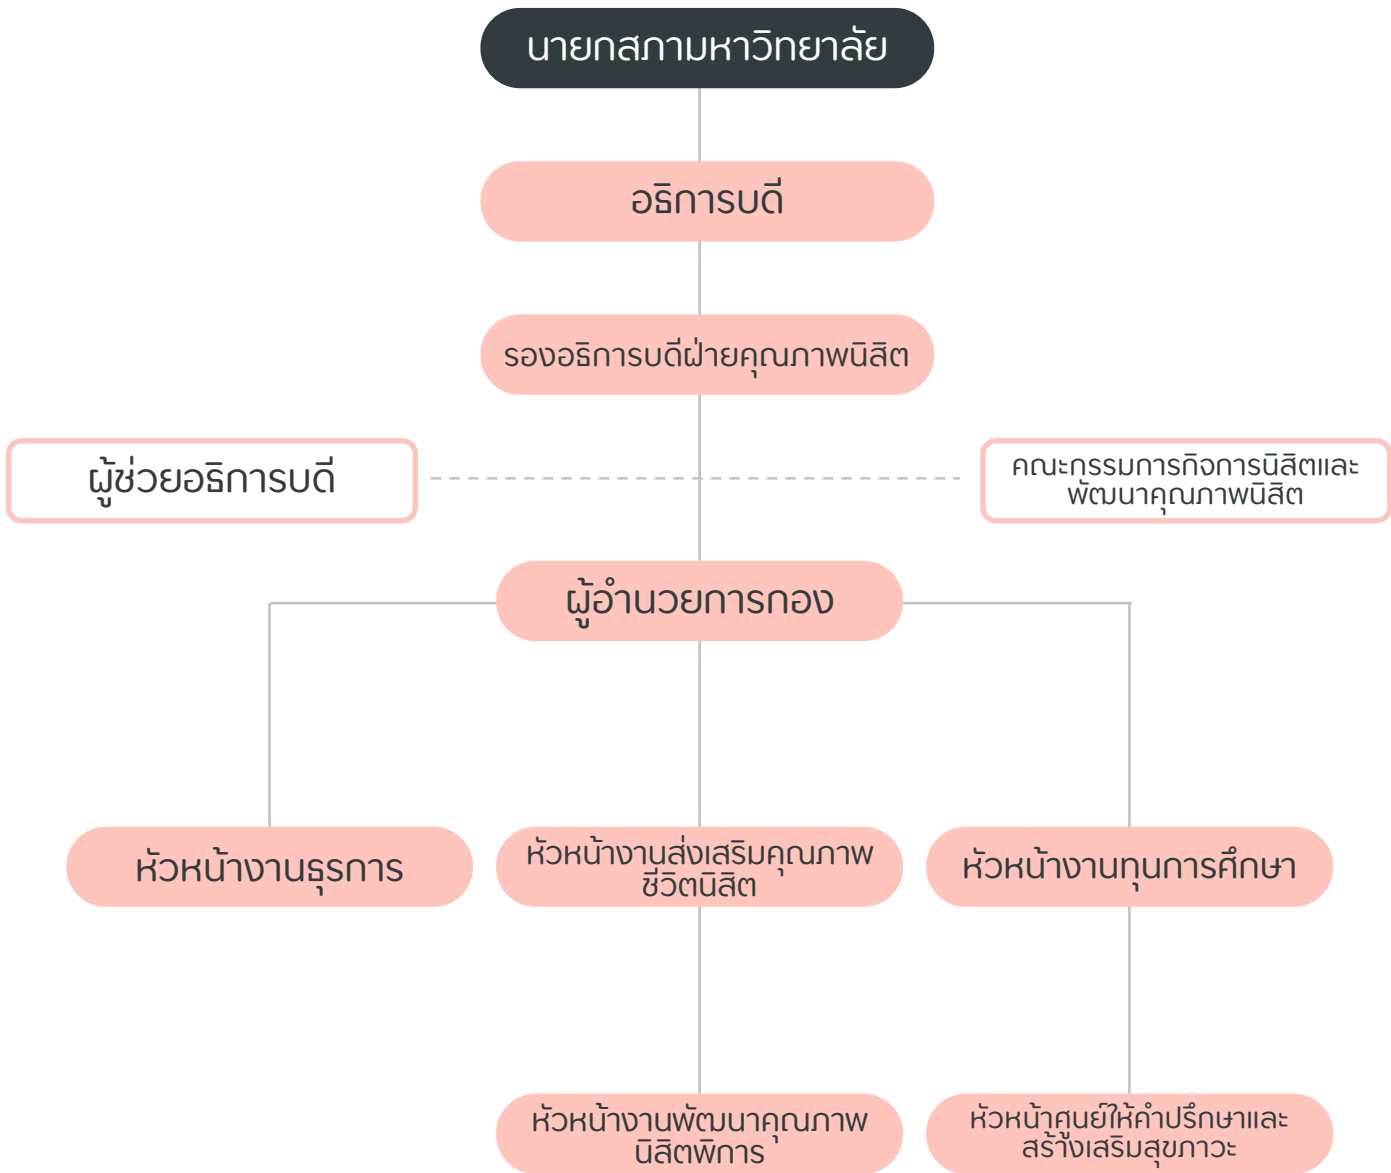 นายกสภามหาวิทยาลัย
อธิการบดี
รองอธิการบดีฝ่ายคุณภาพนิสิต
ผู้ช่วยอธิการบดี
คณะกรรมการกิจการนิสิตและ
พัฒนาคุณภาพนิสิต
ผู้อำนวยการกอง
หัวหน้างานธุรการ
หัวหน้างานส่งเสริมคุณภาพ
ชีวิตนิสิต
หัวหน้างานทุนการศึกษา
หัวหน้างานพัฒนาคุณภาพ
นิสิตพิการ
หัวหน้าศูนย์ให้คำปรึกษาและ
สร้างเสริมสุขภาวะ